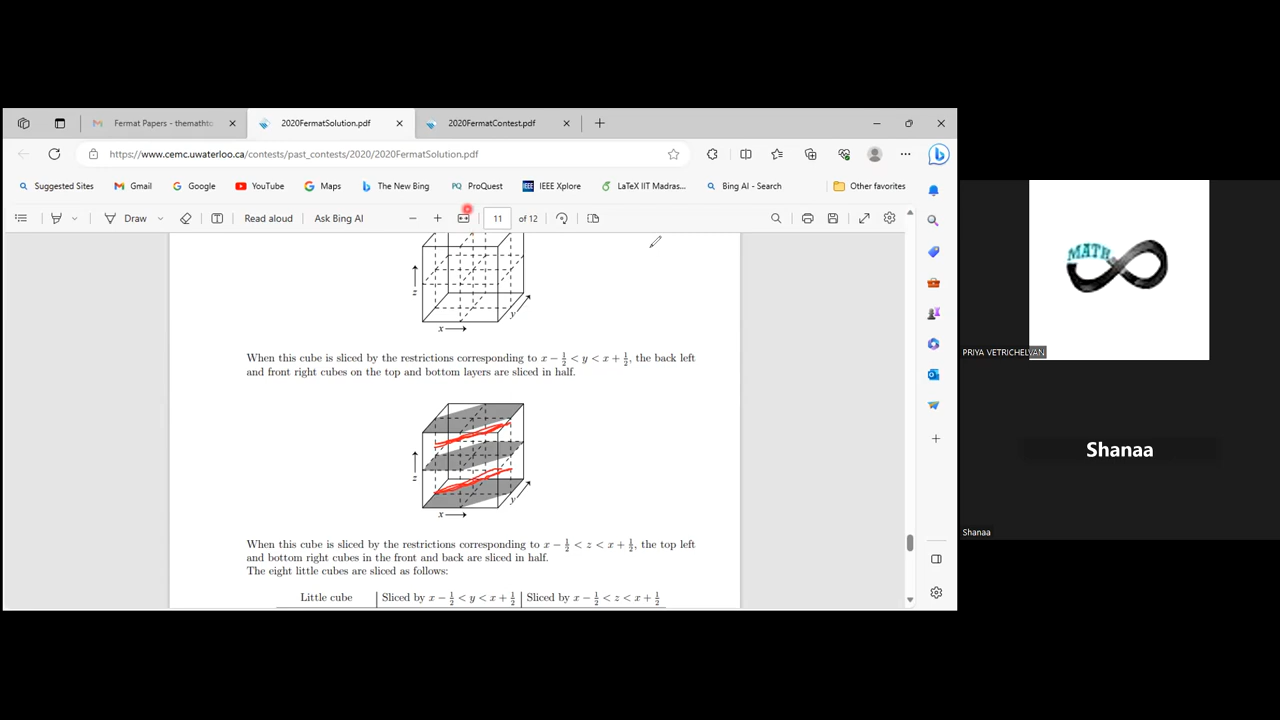 Fermat Papers - themathto
2020FermatSolution.pdf
2020FermatContest.pdf
https://www.cemc.uwaterloo.ca/contests/past_contests/2020/2020FermatSolution.pdf
Suggested Sites
Gmail
Google
YouTube
Maps
The New Bing
PQ ProQuest
IEEE IEEE Xplore
LaTeX IIT Madras...
Bing AI - Search
Other favorites
Draw
Read aloud
Ask Bing AI
11 of 12
z
x
y
When this cube is sliced by the restrictions corresponding to x − 1/2 < y < x + 1/2, the back left
and front right cubes on the top and bottom layers are sliced in half.
z
x
y
When this cube is sliced by the restrictions corresponding to x − 1/2 < z < x + 1/2, the top left
and bottom right cubes in the front and back are sliced in half.
The eight little cubes are sliced as follows:
Little cube | Sliced by x − 1/2 < y < x + 1/2 | Sliced by x − 1/2 < z < x + 1/2
MATH
PRIYA VETRICHELVAN
Shanaa
Shanaa